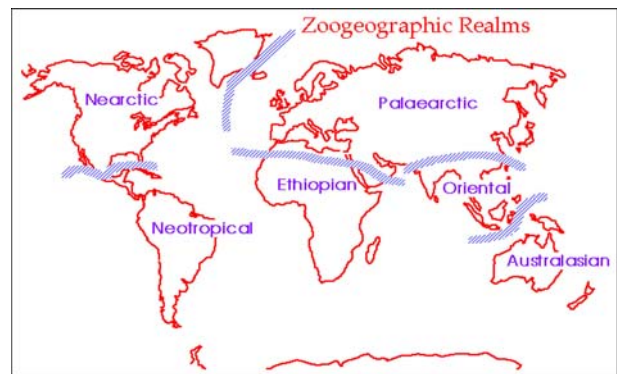 Zoogeographic Realms
Nearctic
Palaearctic
Ethiopian
Oriental
Neotropical
Australasian